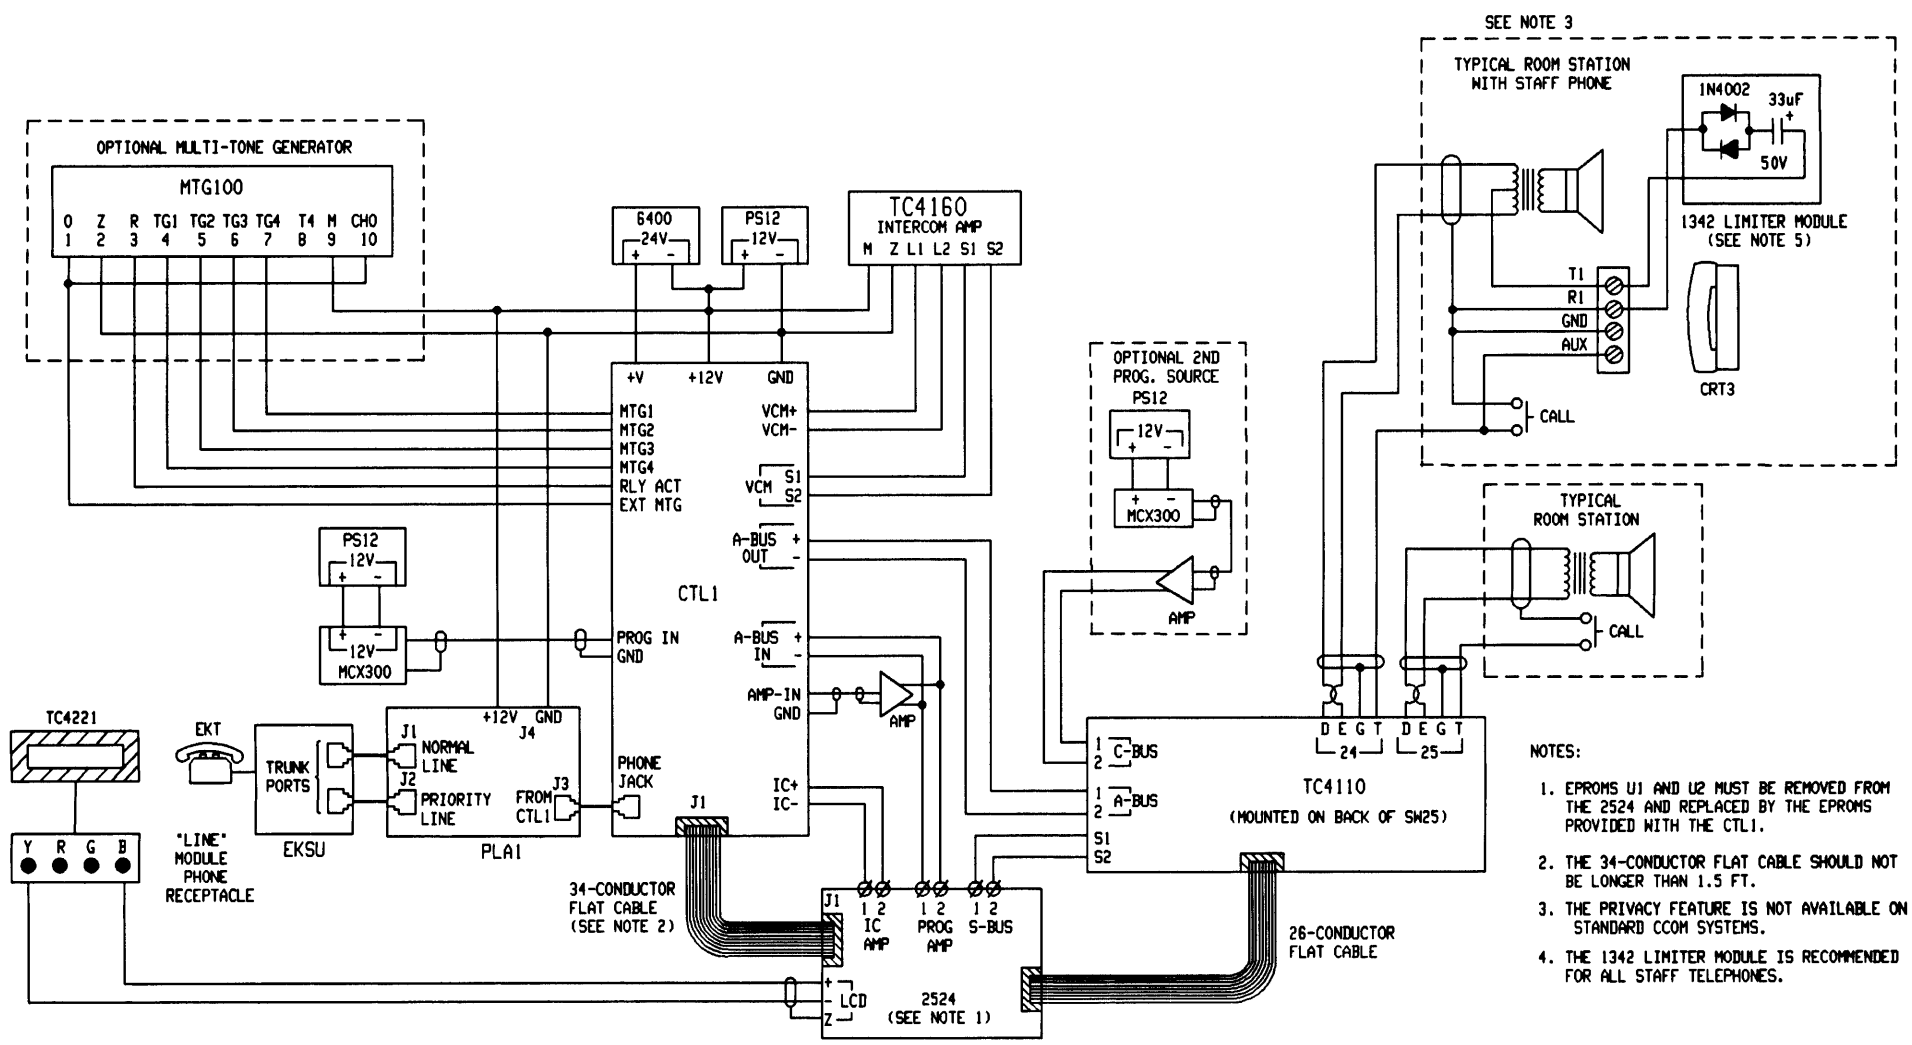 SEE NOTE 3
TYPICAL ROOM STATION
WITH STAFF PHONE
1N4002
33uF
+
50V
1342 LIMITER MODULE
(SEE NOTE 5)
T1
R1
GND
AUX
CRT3
CALL
OPTIONAL MULTI-TONE GENERATOR
MTG100
O Z R TG1 TG2 TG3 TG4 T4 M CHO
1 2 3 4 5 6 7 8 9 10
6400
24V
+ -
PS12
12V
+ -
TC4160
INTERCOM AMP
M Z L1 L2 S1 S2
+V +12V GND
MTG1
MTG2
MTG3
MTG4
RLY ACT
EXT MTG
VCM+
VCM-
VCM
S1
S2
A-BUS +
OUT -
CTL1
PROG IN
GND
A-BUS +
IN -
AMP-IN
GND
AMP
PHONE
JACK
IC+
IC-
J1
PS12
12V
+ -
+ -
12V
MCX300
OPTIONAL 2ND
PROG. SOURCE
PS12
12V
+ -
+ -
MCX300
AMP
TYPICAL
ROOM STATION
CALL
TC4221
Y R G B
"LINE"
MODULE
PHONE
RECEPTACLE
EKT
TRUNK
PORTS
EKSU
+12V GND
J4
J1
NORMAL
LINE
J2
PRIORITY
LINE
J3
FROM
CTL1
PLA1
34-CONDUCTOR
FLAT CABLE
(SEE NOTE 2)
J1
1 2 1 2 1 2
IC PROG S-BUS
AMP AMP
+
- LCD
Z
2524
(SEE NOTE 1)
26-CONDUCTOR
FLAT CABLE
D E G T D E G T
24 25
1
2
C-BUS
1
2
A-BUS
S1
S2
TC4110
(MOUNTED ON BACK OF SW25)
NOTES:
1. EPROMS U1 AND U2 MUST BE REMOVED FROM
THE 2524 AND REPLACED BY THE EPROMS
PROVIDED WITH THE CTL1.
2. THE 34-CONDUCTOR FLAT CABLE SHOULD NOT
BE LONGER THAN 1.5 FT.
3. THE PRIVACY FEATURE IS NOT AVAILABLE ON
STANDARD CCOM SYSTEMS.
4. THE 1342 LIMITER MODULE IS RECOMMENDED
FOR ALL STAFF TELEPHONES.